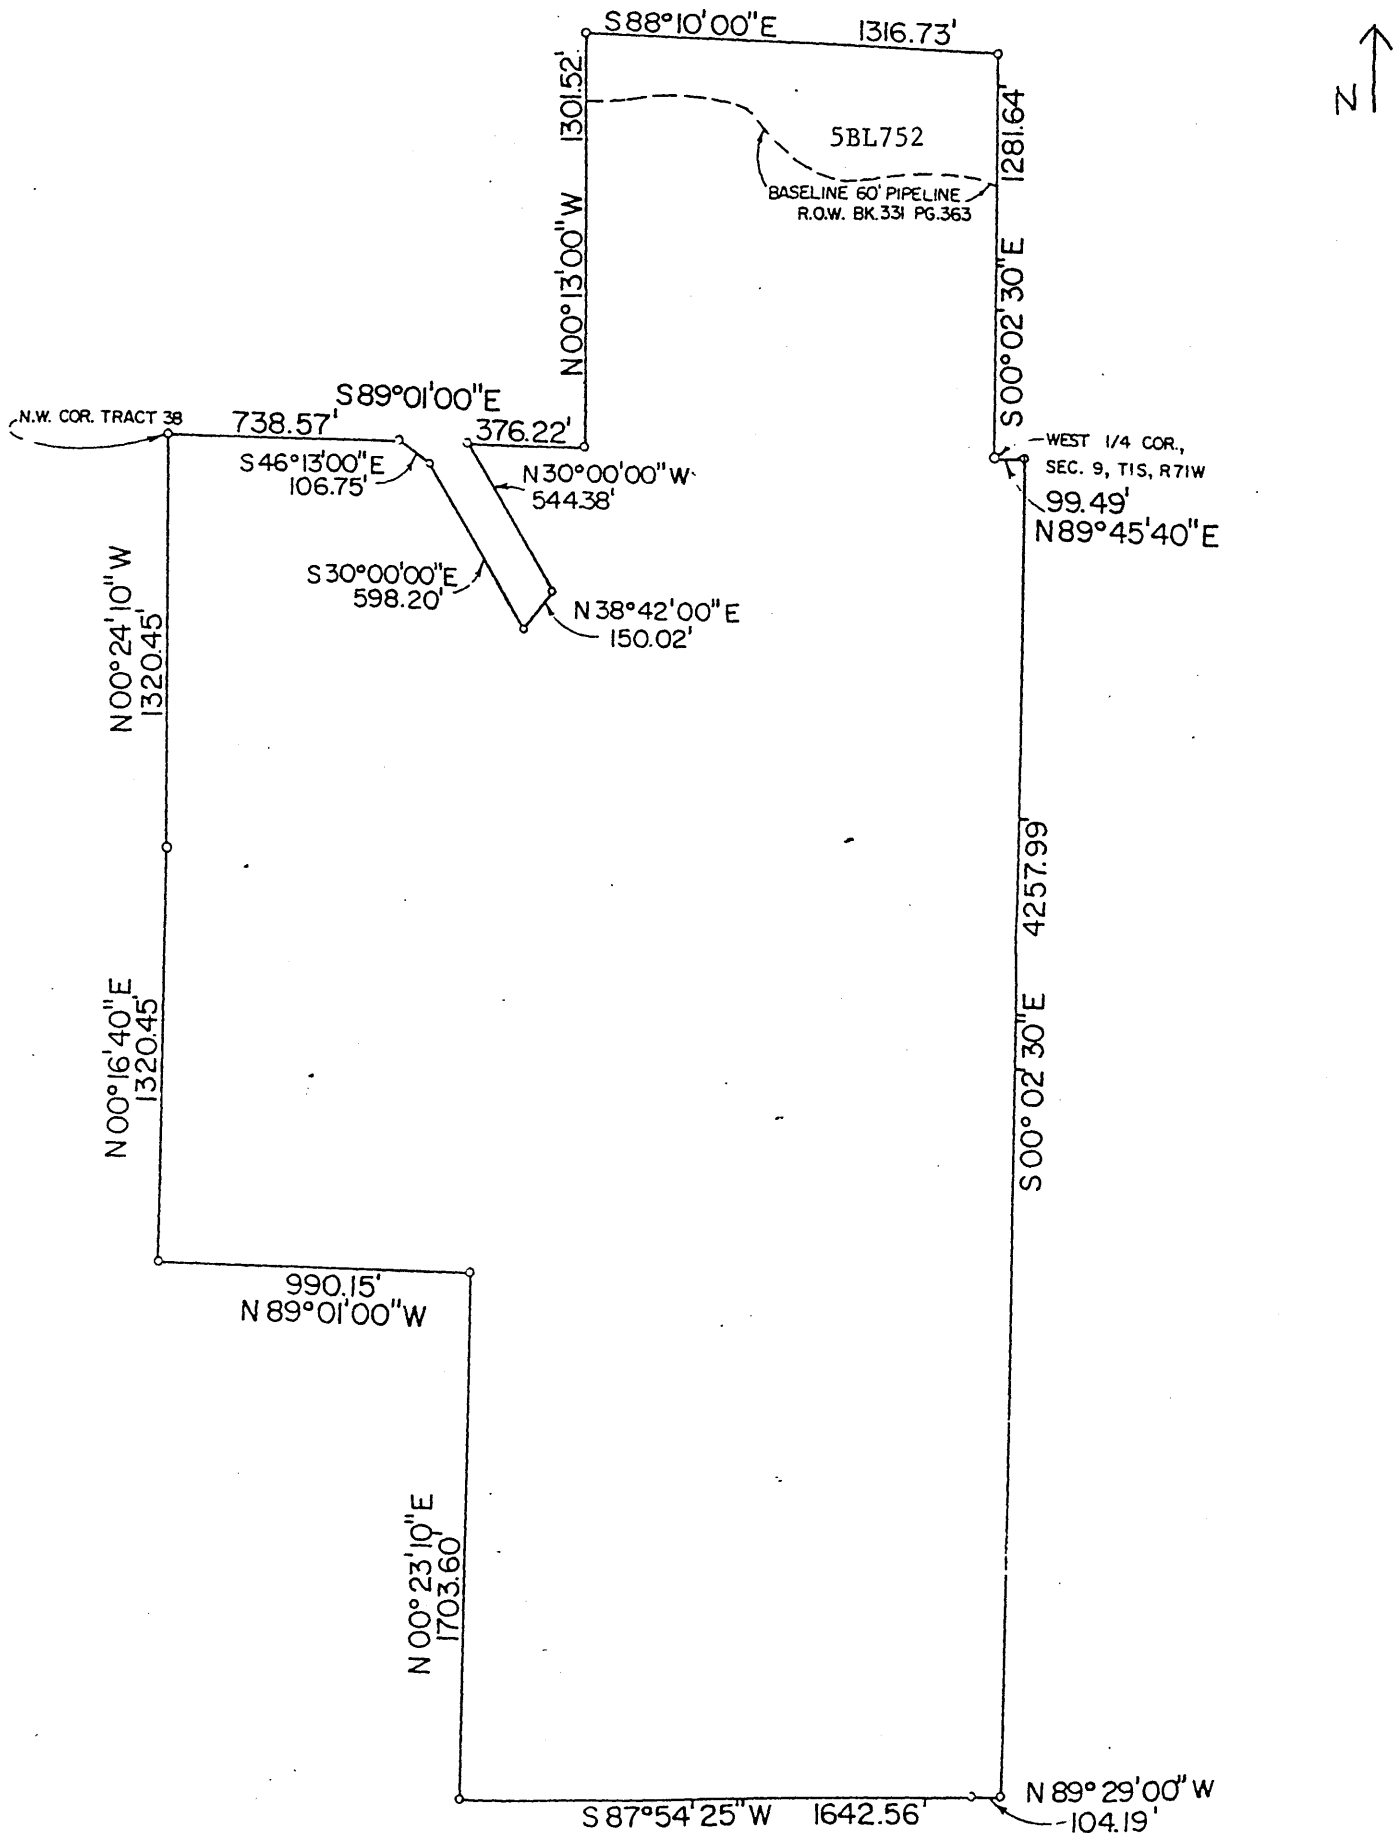 S88°10'00"E 1316.73'
N
N00°13'00"W 1301.52'
1281.64'
S00°02'30"E
5BL752
BASELINE 60' PIPELINE
R.O.W. BK.331 PG.363
N.W. COR. TRACT 38
738.57'
S89°01'00"E
376.22'
S46°13'00"E
106.75'
N30°00'00"W
544.38'
WEST 1/4 COR.,
SEC. 9, T1S, R71W
99.49'
N89°45'40"E
S30°00'00"E
598.20'
N38°42'00"E
150.02'
N00°24'10"W
1320.45'
4257.99'
S00°02'30"E
N00°16'40"E
1320.45'
990.15'
N89°01'00"W
N00°23'10"E
1703.60'
S87°54'25"W 1642.56'
N89°29'00"W
104.19'